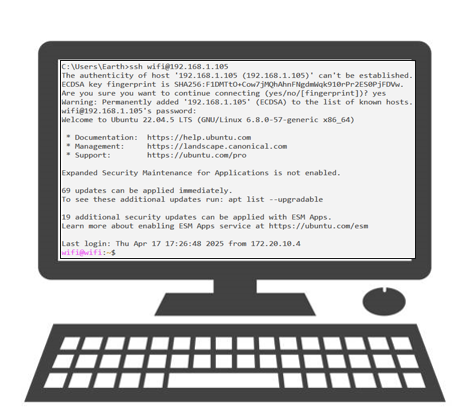 C:\Users\Earth>ssh wifi@192.168.1.105
The authenticity of host '192.168.1.105 (192.168.1.105)' can't be established.
ECDSA key fingerprint is SHA256:F1DMTtO+Cow7jMQhAhnFNgdmWqk910rPr2ES0PjFDVw.
Are you sure you want to continue connecting (yes/no/[fingerprint])? yes
Warning: Permanently added '192.168.1.105' (ECDSA) to the list of known hosts.
wifi@192.168.1.105's password:
Welcome to Ubuntu 22.04.5 LTS (GNU/Linux 6.8.0-57-generic x86_64)
* Documentation: https://help.ubuntu.com
* Management: https://landscape.canonical.com
* Support: https://ubuntu.com/pro
Expanded Security Maintenance for Applications is not enabled.
69 updates can be applied immediately.
To see these additional updates run: apt list --upgradable
19 additional security updates can be applied with ESM Apps.
Learn more about enabling ESM Apps service at https://ubuntu.com/esm
Last login: Thu Apr 17 17:26:48 2025 from 172.20.10.4
wifi@wifi:~$